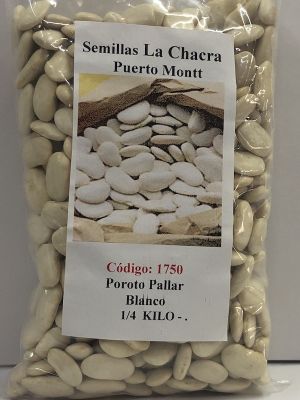 Semillas La Chacra
Puerto Montt
Código: 1750
Poroto Pallar
Blanco
1/4 KILO - .